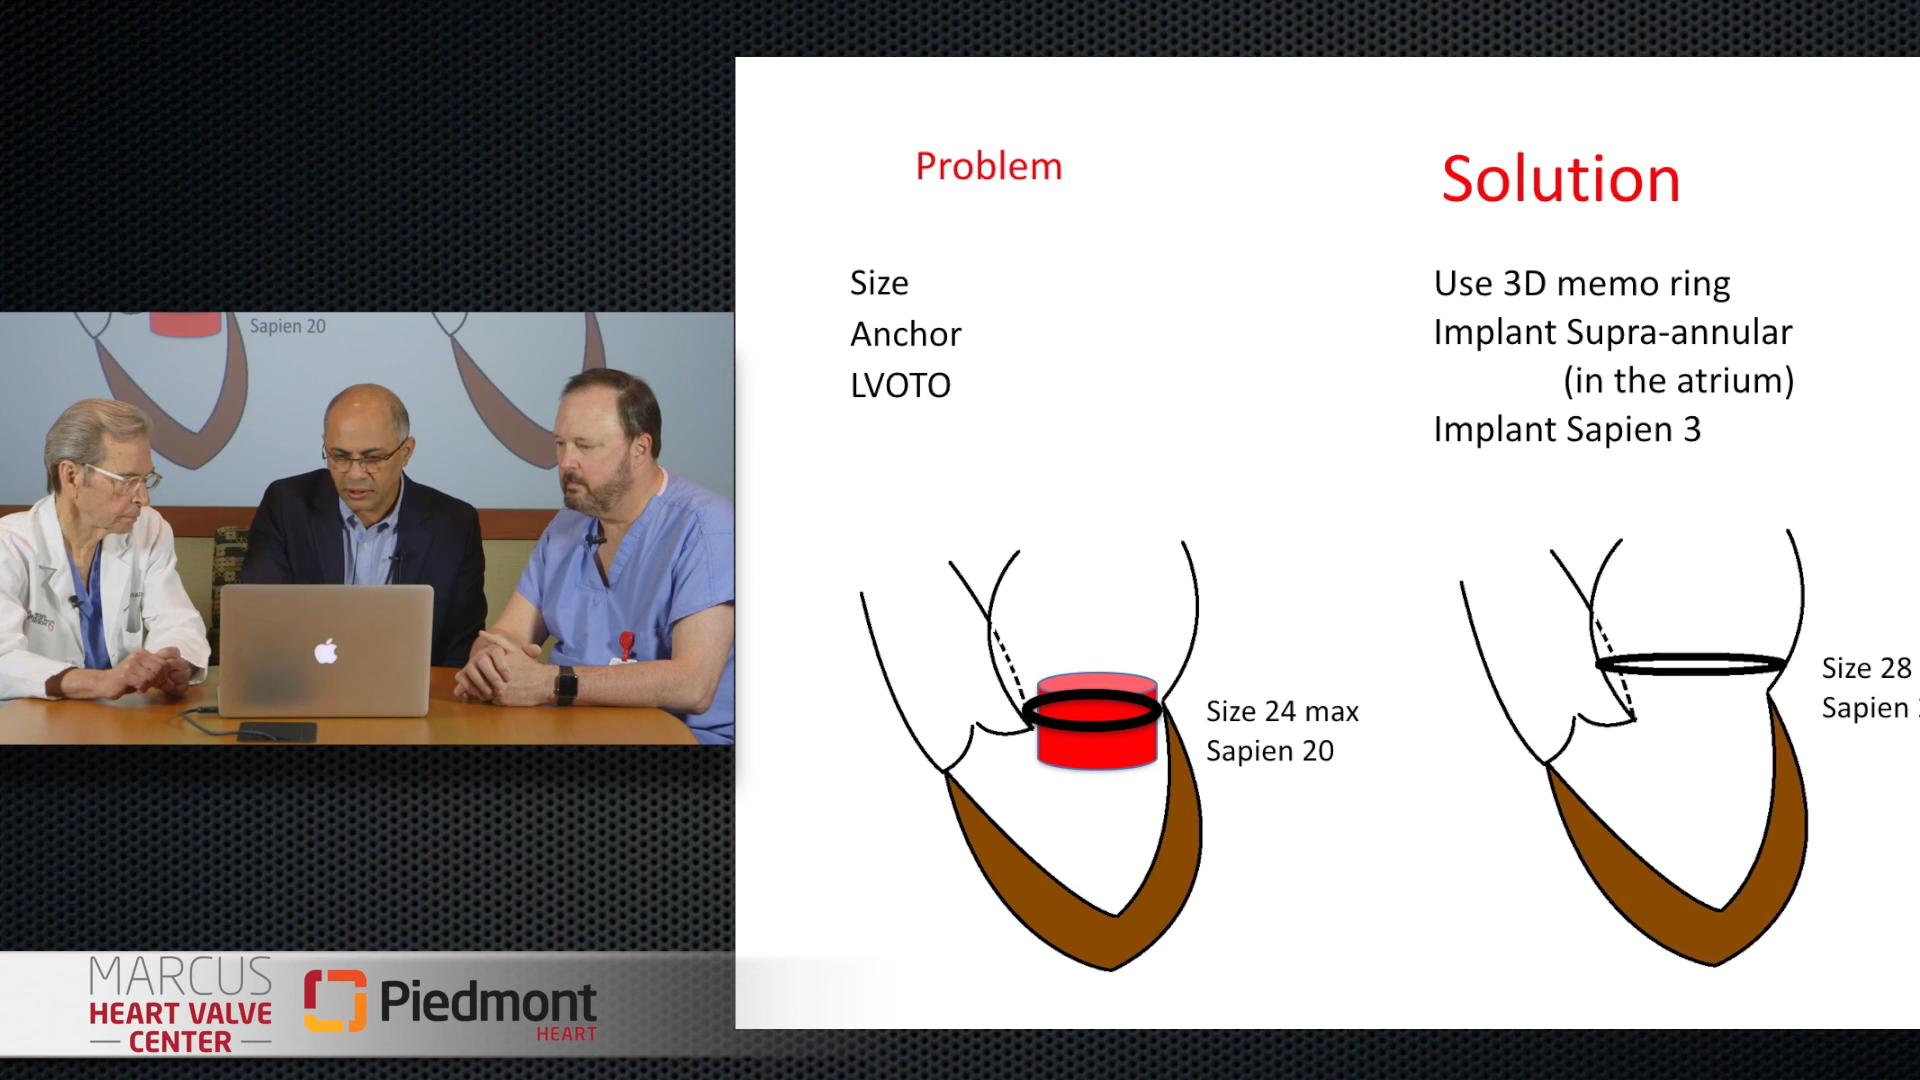 Problem
Size
Anchor
LVOTO
Size 24 max
Sapien 20
Solution
Use 3D memo ring
Implant Supra-annular
(in the atrium)
Implant Sapien 3
Size 28
Sapien
Sapien 20
MARCUS
HEART VALVE
CENTER
Piedmont
HEART